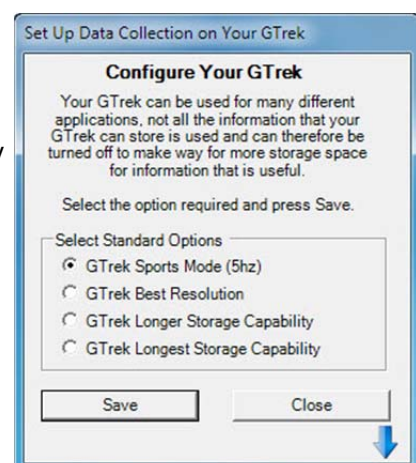 Set Up Data Collection on Your GTrek
Configure Your GTrek
Your GTrek can be used for many different
applications, not all the information that your
GTrek can store is used and can therefore be
turned off to make way for more storage space
for information that is useful.
Select the option required and press Save.
Select Standard Options
GTrek Sports Mode (5hz)
GTrek Best Resolution
GTrek Longer Storage Capability
GTrek Longest Storage Capability
Save
Close